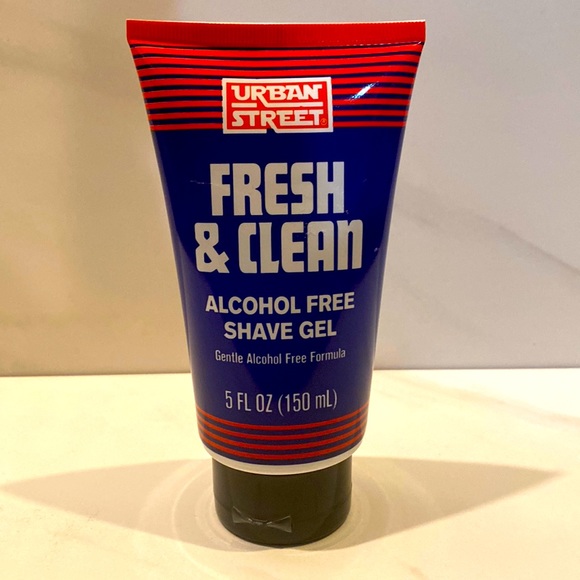 URBAN
STREET®
FRESH
& CLEAN
ALCOHOL FREE
SHAVE GEL
Gentle Alcohol Free Formula
5 FL OZ (150 mL)